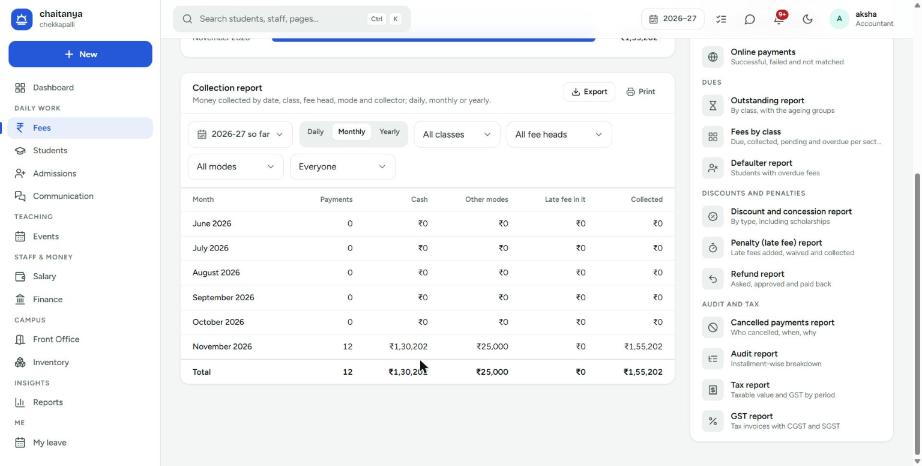 chaitanya
chekkapalli
Search students, staff, pages...
Ctrl K
2026-27
9+
A
aksha
Accountant
New
Dashboard
DAILY WORK
Fees
Students
Admissions
Communication
TEACHING
Events
STAFF & MONEY
Salary
Finance
CAMPUS
Front Office
Inventory
INSIGHTS
Reports
ME
My leave
November 2026 ₹1,55,202
Collection report
Money collected by date, class, fee head, mode and collector; daily, monthly or yearly.
Export
Print
2026-27 so far
Daily Monthly Yearly
All classes
All fee heads
All modes
Everyone
Month Payments Cash Other modes Late fee in it Collected
June 2026 0 ₹0 ₹0 ₹0 ₹0
July 2026 0 ₹0 ₹0 ₹0 ₹0
August 2026 0 ₹0 ₹0 ₹0 ₹0
September 2026 0 ₹0 ₹0 ₹0 ₹0
October 2026 0 ₹0 ₹0 ₹0 ₹0
November 2026 12 ₹1,30,202 ₹25,000 ₹0 ₹1,55,202
Total 12 ₹1,30,202 ₹25,000 ₹0 ₹1,55,202
Online payments
Successful, failed and not matched
DUES
Outstanding report
By class, with the ageing groups
Fees by class
Due, collected, pending and overdue per sect...
Defaulter report
Students with overdue fees
DISCOUNTS AND PENALTIES
Discount and concession report
By type, including scholarships
Penalty (late fee) report
Late fees added, waived and collected
Refund report
Asked, approved and paid back
AUDIT AND TAX
Cancelled payments report
Who cancelled, when, why
Audit report
Installment-wise breakdown
Tax report
Taxable value and GST by period
GST report
Tax invoices with CGST and SGST